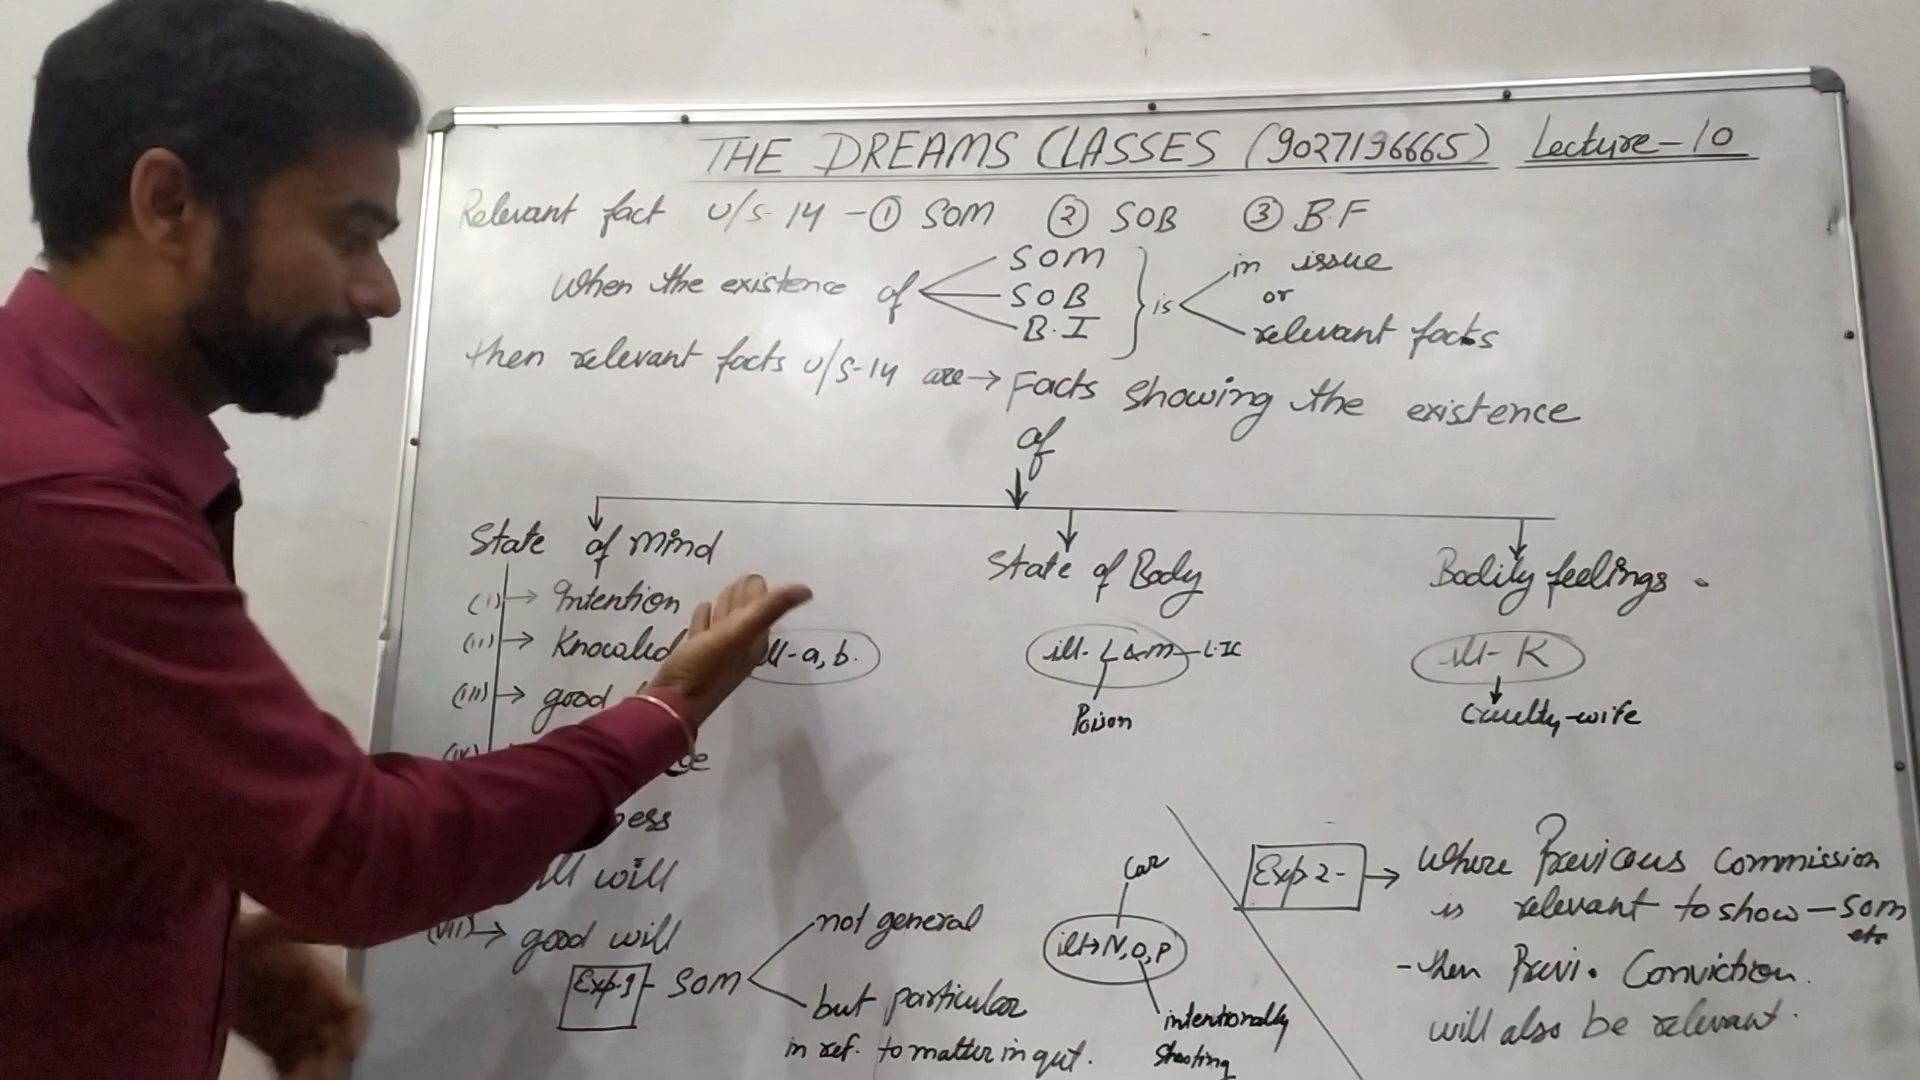 THE DREAMS CLASSES (9027196665) Lecture-10
Relevant fact U/S-14 - ① SOM ② SOB ③ B.F
When the existence of SOM SOB B.I } is in issue or relevant facts
then relevant facts U/S-14 are → Facts showing the existence
of
State of Mind
(i) → Intention
(ii) →
(iii) → good
(iv)
ill will
(vii) → good will
ill-a, b.
State of Body
ill- L & m - LIC
Poison
Bodily feelings.
ill- K
Cruelty-wife
Exp.1 - SOM
not general
but particular
in ref. to matter in qut.
Car
ill → N,O,P
intentionally
Shooting
Exp 2- → Where Previcous Commission
is relevant to show - SOM
etc
- then Previ. Conviction.
will also be relevant.